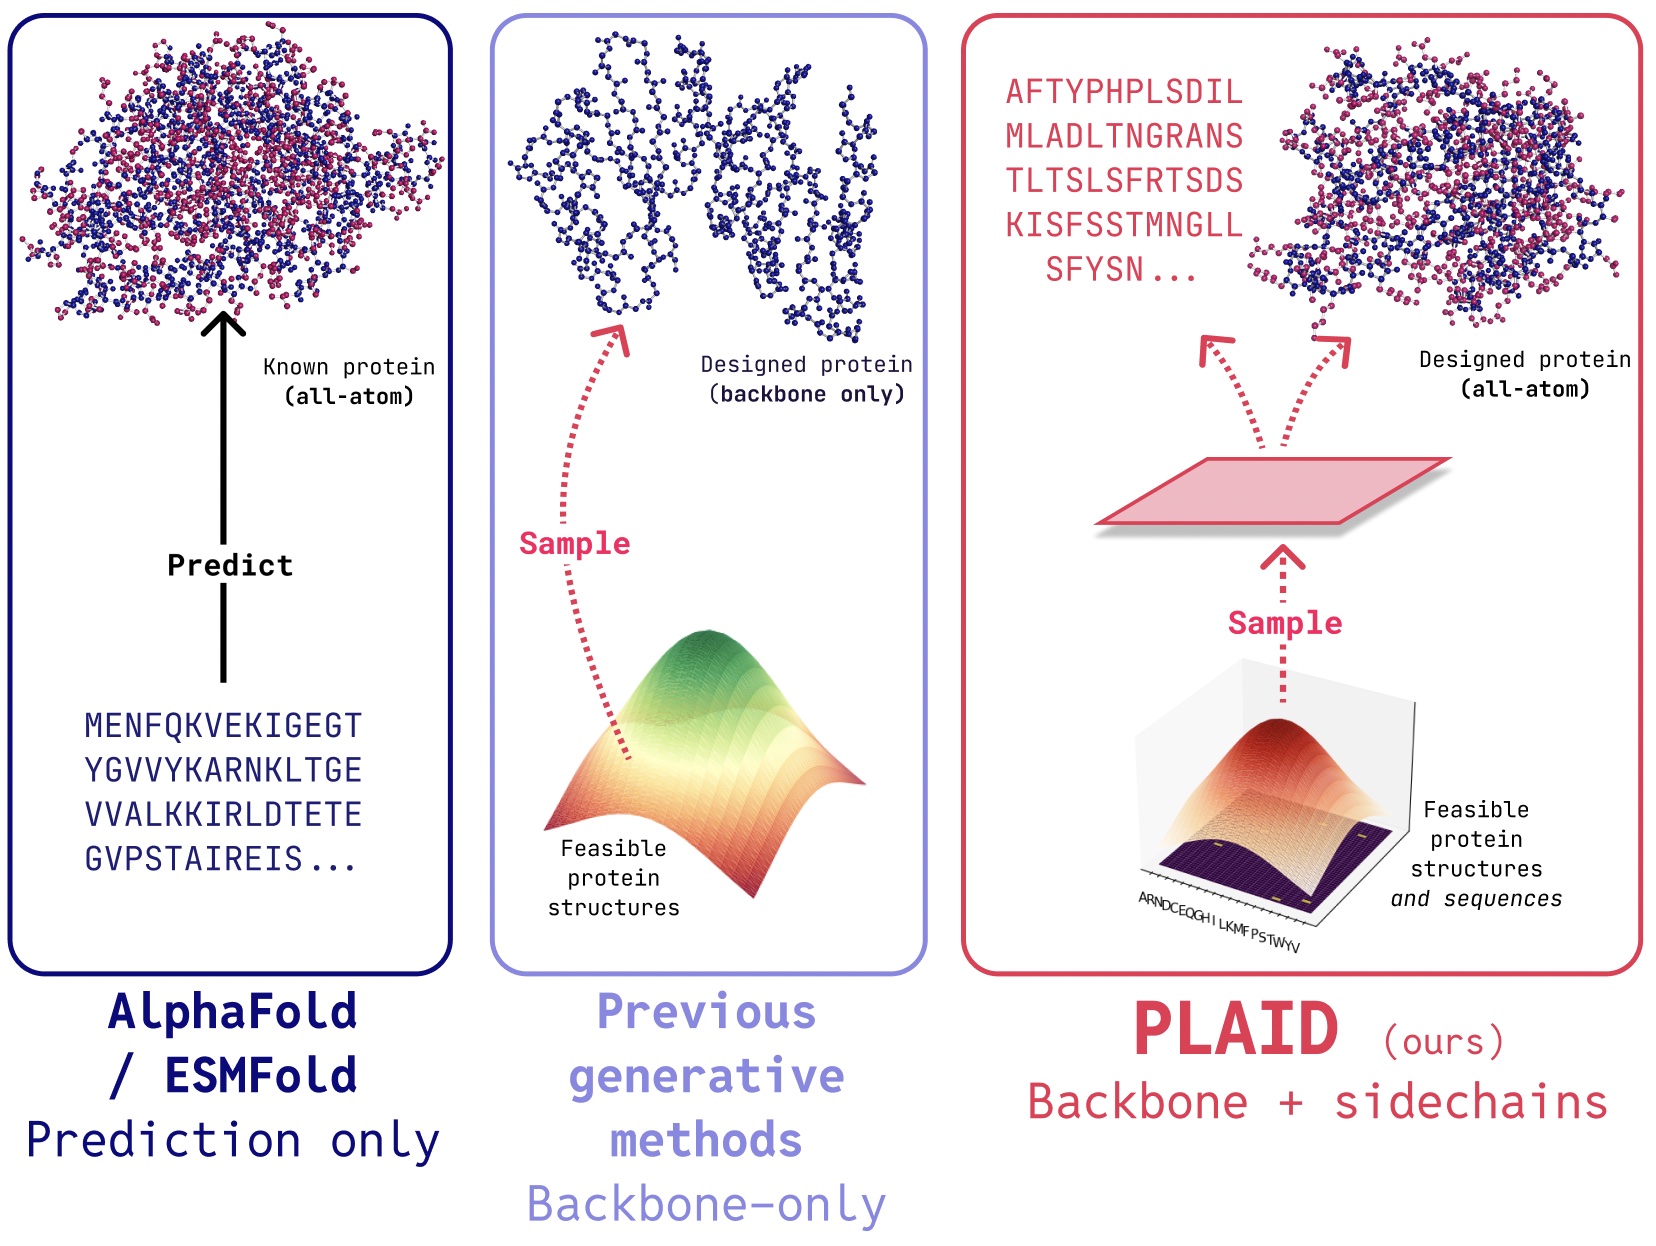 Known protein
(all-atom)
Predict
MENFQKVEKIGEGT
YGVVYKARNKLTGE
VVALKKIRLDTETE
GVPSTAIREIS...
AlphaFold
/ ESMFold
Prediction only
Designed protein
(backbone only)
Sample
Feasible
protein
structures
Previous
generative
methods
Backbone-only
AFTYPHPLSDIL
MLADLTNGRANS
TLTSLSFRTSDS
KISFSSTMNGLL
SFYSN...
Designed protein
(all-atom)
Sample
Feasible
protein
structures
and sequences
ARNDCEQGHILKMFPSTWYV
PLAID (ours)
Backbone + sidechains